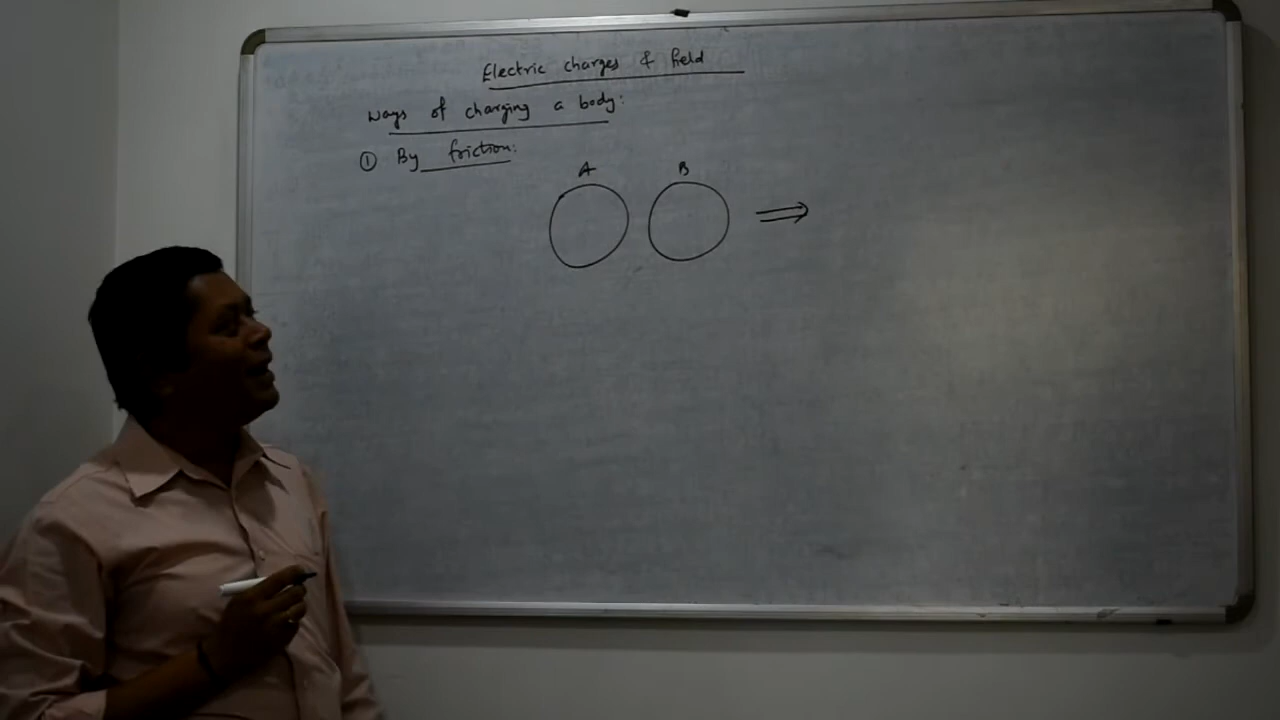 Electric charges & field
Ways of charging a body:
① By friction:
A B
⇒